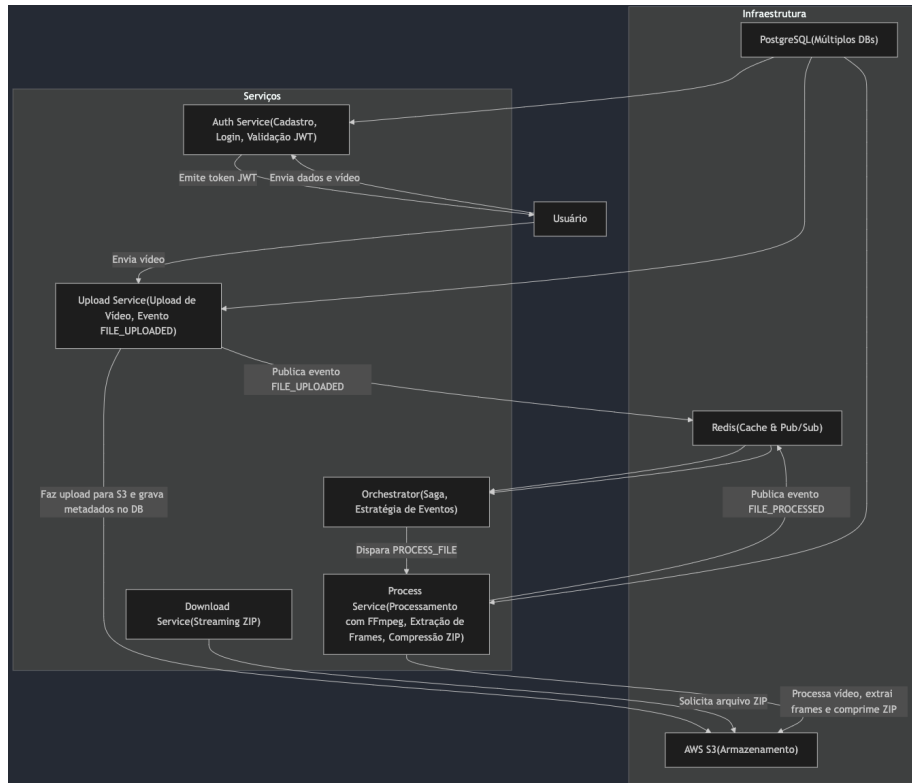 Infraestrutura
PostgreSQL(Múltiplos DBs)
Serviços
Auth Service(Cadastro,
Login, Validação JWT)
Emite token JWT
Envia dados e vídeo
Usuário
Envia vídeo
Upload Service(Upload de
Vídeo, Evento
FILE_UPLOADED)
Publica evento
FILE_UPLOADED
Redis(Cache & Pub/Sub)
Faz upload para S3 e grava
metadados no DB
Orchestrator(Saga,
Estratégia de Eventos)
Publica evento
FILE_PROCESSED
Dispara PROCESS_FILE
Process
Service(Processamento
com FFmpeg, Extração de
Frames, Compressão ZIP)
Download
Service(Streaming ZIP)
Solicita arquivo ZIP
Processa vídeo, extrai
frames e comprime ZIP
AWS S3(Armazenamento)